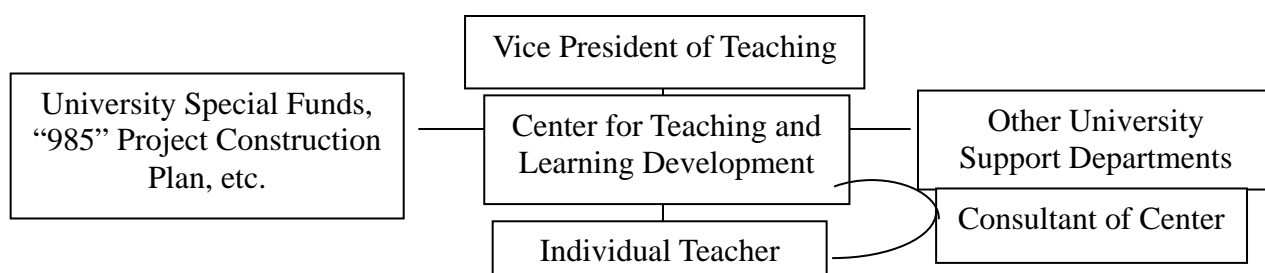 Vice President of Teaching
University Special Funds,
“985” Project Construction
Plan, etc.
Center for Teaching and
Learning Development
Other University
Support Departments
Consultant of Center
Individual Teacher